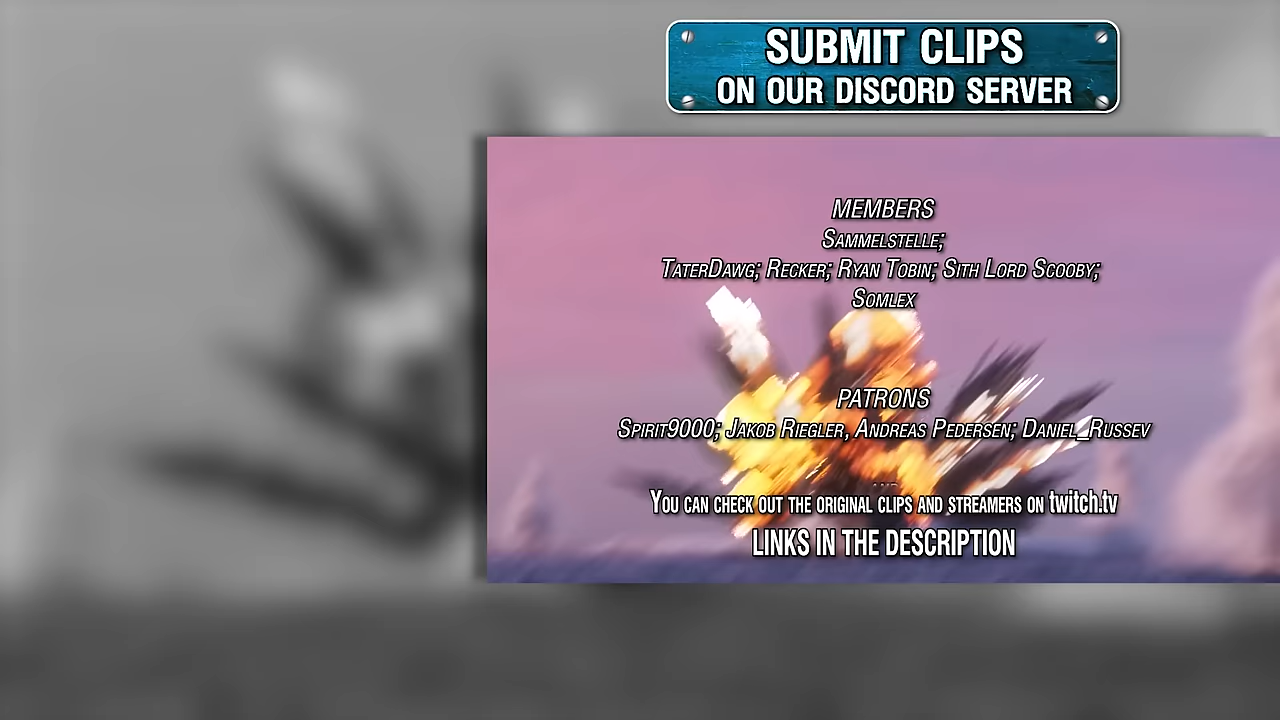 SUBMIT CLIPS
ON OUR DISCORD SERVER
MEMBERS
SAMMELSTELLE;
TATERDAWG; RECKER; RYAN TOBIN; SITH LORD SCOOBY;
SOMLEX
PATRONS
SPIRIT9000; JAKOB RIEGLER, ANDREAS PEDERSEN; DANIEL_RUSSEV
AND
YOU CAN CHECK OUT THE ORIGINAL CLIPS AND STREAMERS ON twitch.tv
LINKS IN THE DESCRIPTION